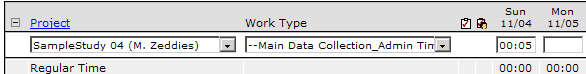 Project Work Type Sun Mon
11/04 11/05
SampleStudy 04 (M. Zeddies) --Main Data Collection_Admin Tim 00:05
Regular Time 00:00 00:00